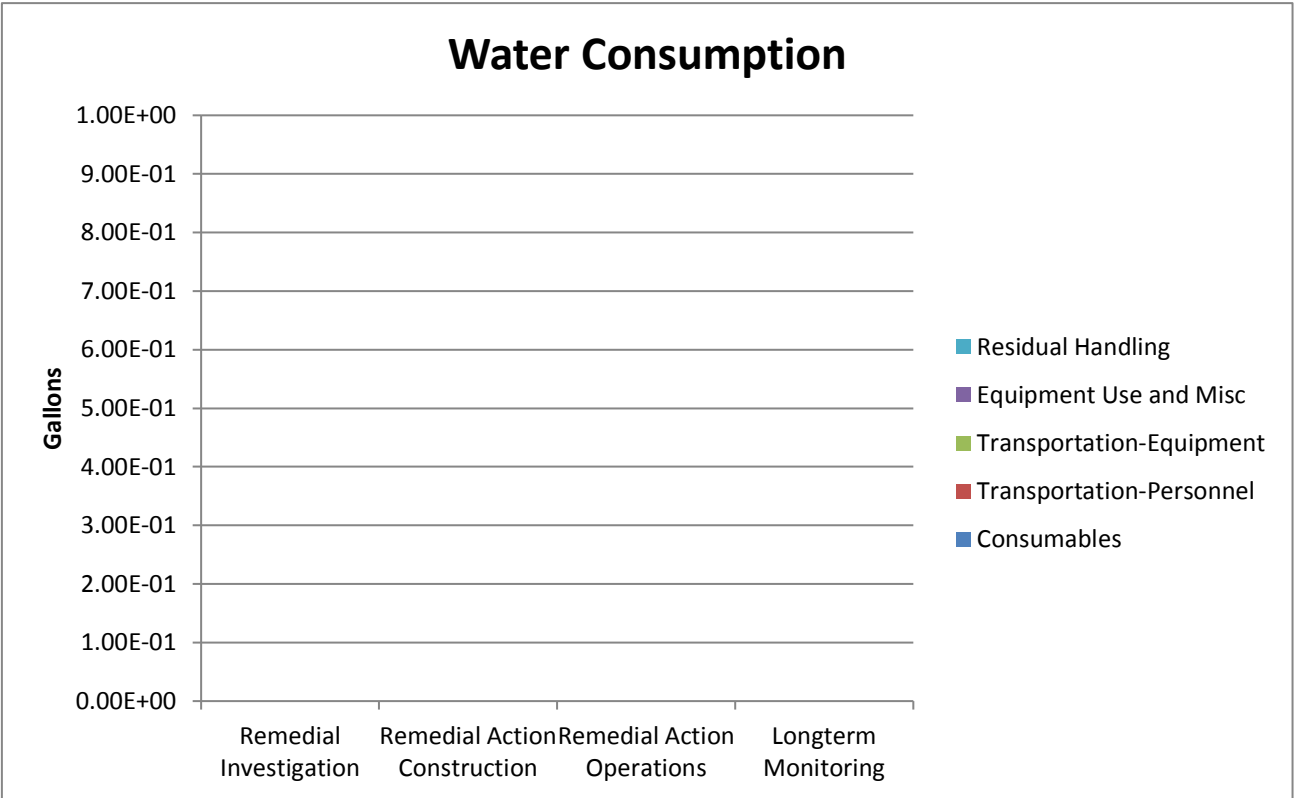 Water Consumption
1.00E+00
9.00E-01
8.00E-01
7.00E-01
6.00E-01
5.00E-01
4.00E-01
3.00E-01
2.00E-01
1.00E-01
0.00E+00
Gallons
Remedial
Investigation
Remedial Action
Construction
Remedial Action
Operations
Longterm
Monitoring
Residual Handling
Equipment Use and Misc
Transportation-Equipment
Transportation-Personnel
Consumables